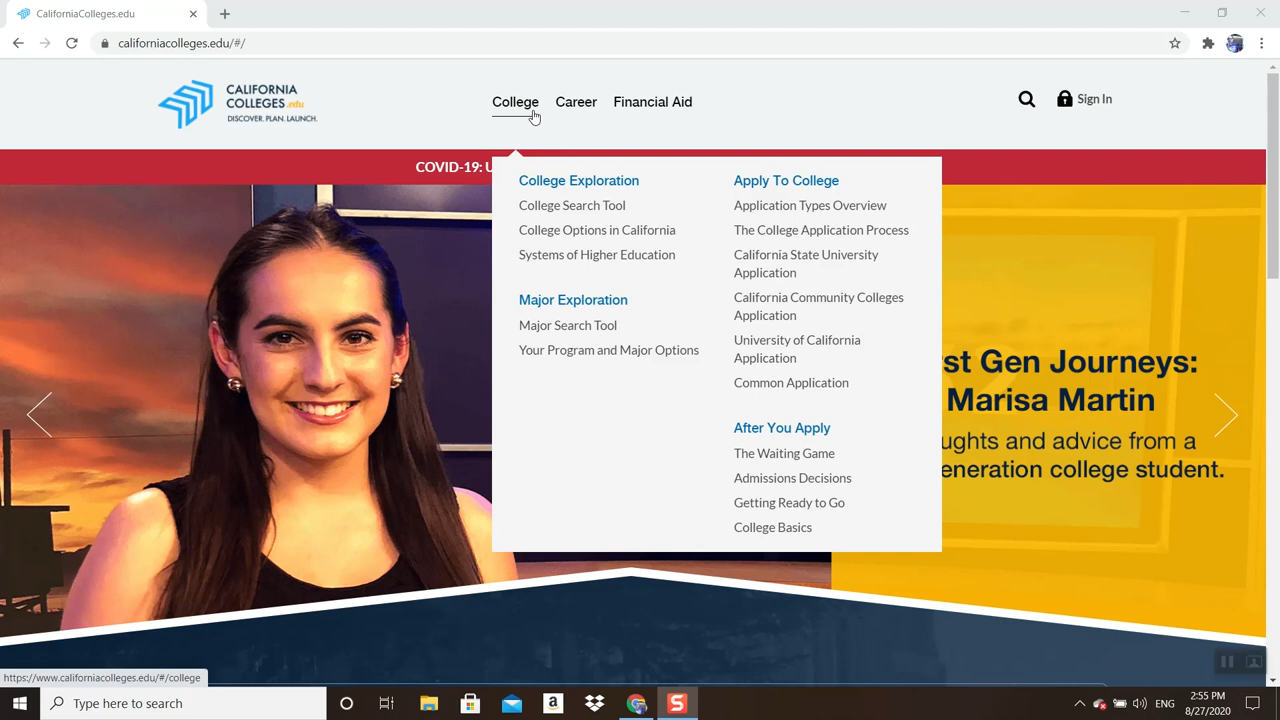 CaliforniaColleges.edu
californiacolleges.edu/#/
CALIFORNIA
COLLEGES.edu
DISCOVER. PLAN. LAUNCH.
College Career Financial Aid
Sign In
COVID-19:
College Exploration
College Search Tool
College Options in California
Systems of Higher Education
Major Exploration
Major Search Tool
Your Program and Major Options
Apply To College
Application Types Overview
The College Application Process
California State University
Application
California Community Colleges
Application
University of California
Application
Common Application
After You Apply
The Waiting Game
Admissions Decisions
Getting Ready to Go
College Basics
Gen Journeys:
Marisa Martin
and advice from a
college student.
https://www.californiacolleges.edu/#/college
Type here to search
ENG
2:55 PM
8/27/2020